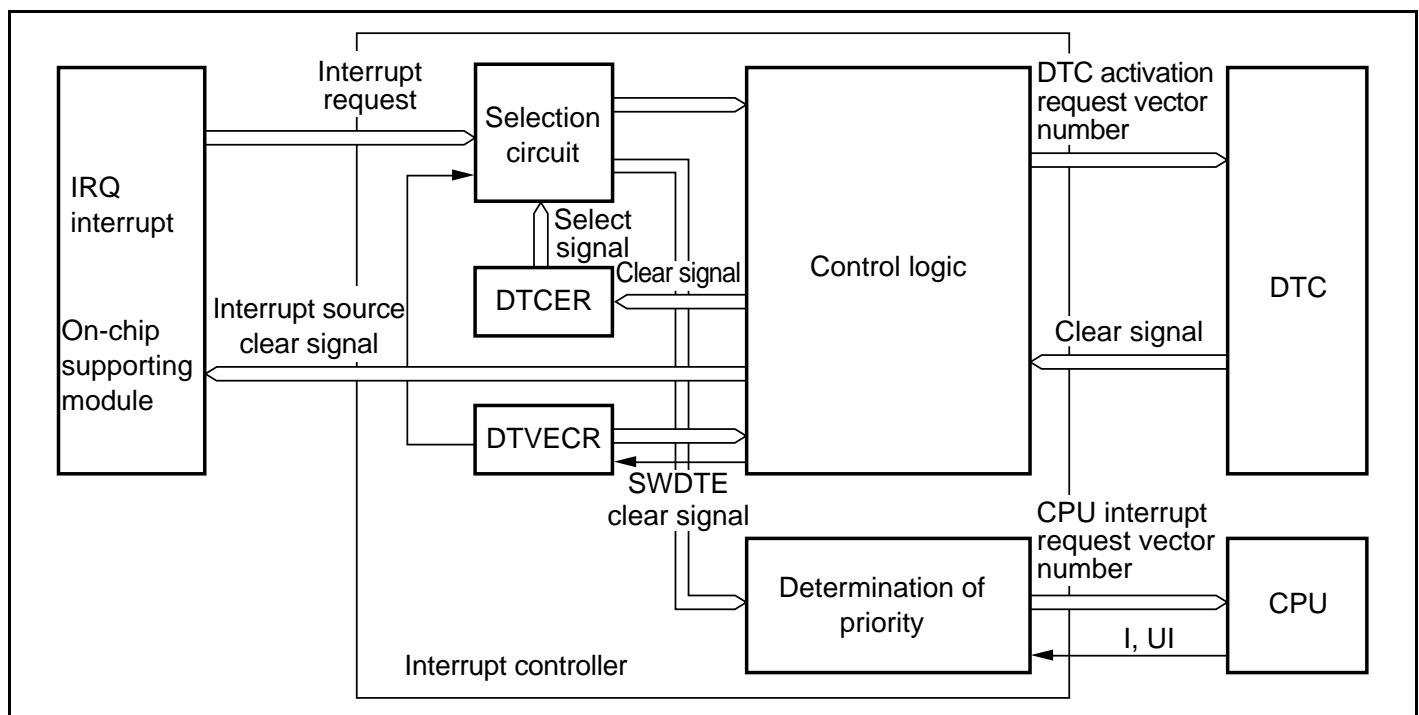 Interrupt
request
IRQ
interrupt
On-chip
supporting
module
Selection
circuit
Select
signal
DTCER
Clear signal
Interrupt source
clear signal
DTVECR
SWDTE
clear signal
Control logic
DTC activation
request vector
number
DTC
Clear signal
Determination of
priority
CPU interrupt
request vector
number
CPU
I, UI
Interrupt controller